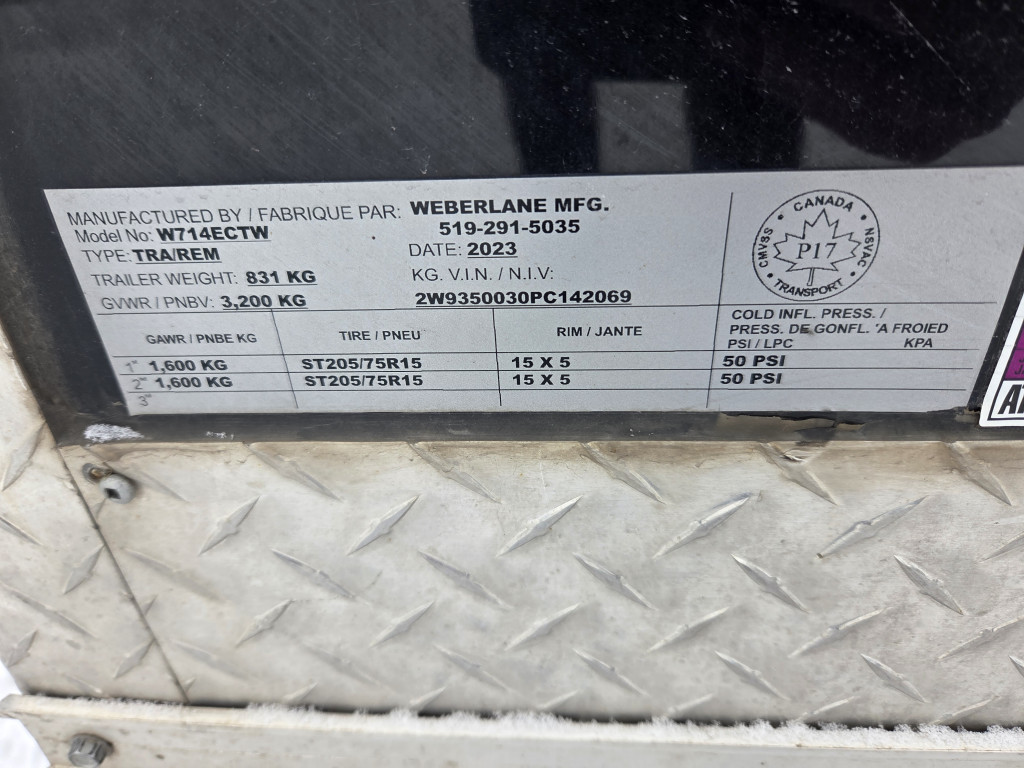 MANUFACTURED BY / FABRIQUE PAR: WEBERLANE MFG.
Model No: W714ECTW 519-291-5035
TYPE: TRA/REM DATE: 2023
TRAILER WEIGHT: 831 KG KG. V.I.N. / N.I.V:
GVWR / PNBV: 3,200 KG 2W9350030PC142069
CANADA
CMVSS P17 NSVAC
TRANSPORT
GAWR / PNBE KG TIRE / PNEU RIM / JANTE COLD INFL. PRESS. /
PRESS. DE GONFL. 'A FROIED
PSI / LPC KPA
1" 1,600 KG ST205/75R15 15 X 5 50 PSI
2" 1,600 KG ST205/75R15 15 X 5 50 PSI
3"